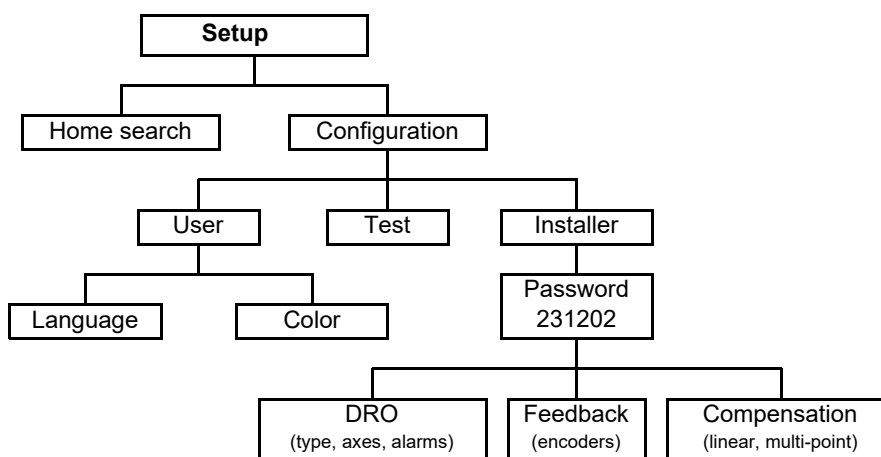 Setup
Home search
Configuration
User
Test
Installer
Language
Color
Password
231202
DRO
(type, axes, alarms)
Feedback
(encoders)
Compensation
(linear, multi-point)